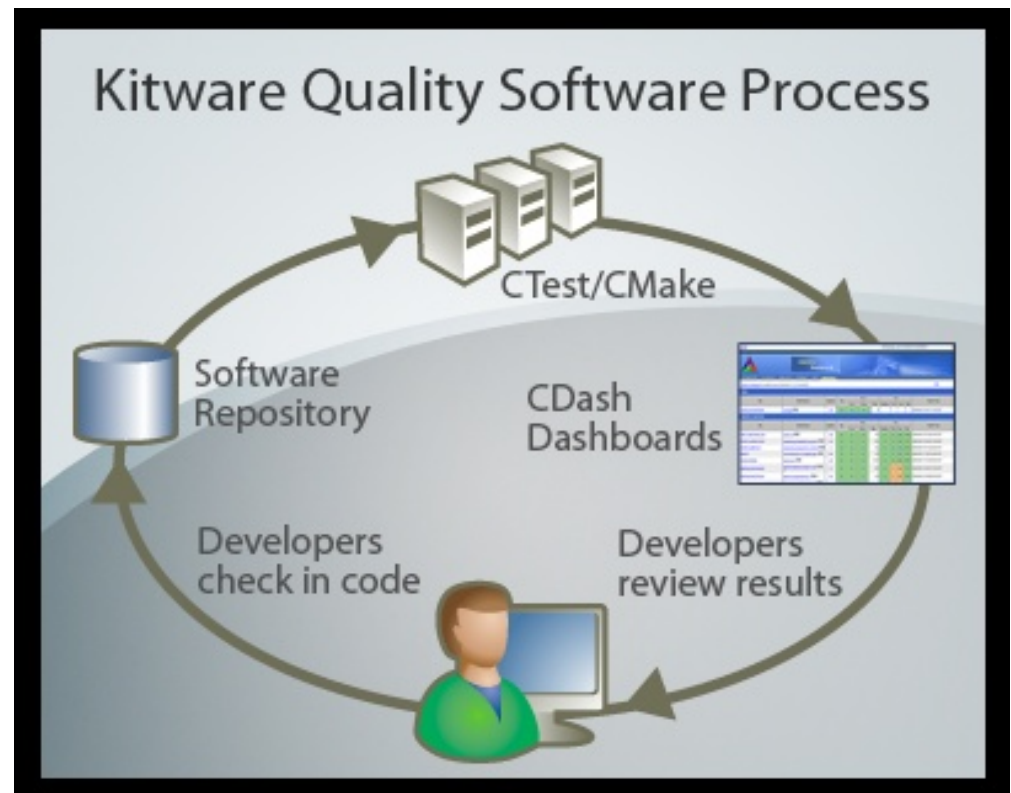 Kitware Quality Software Process
CTest/CMake
Software
Repository
CDash
Dashboards
Developers
check in code
Developers
review results